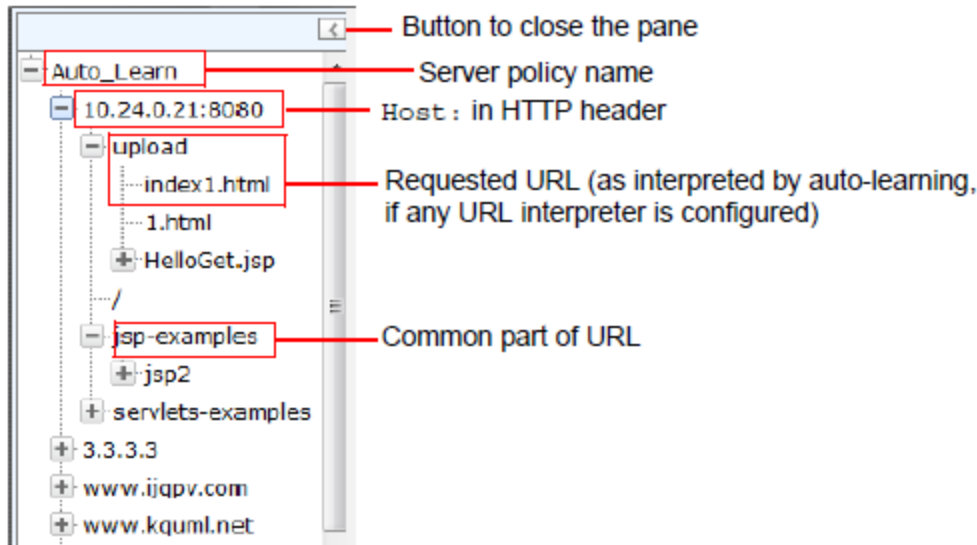 Button to close the pane
Auto_Learn
Server policy name
10.24.0.21:8080
Host: in HTTP header
upload
index1.html
Requested URL (as interpreted by auto-learning,
if any URL interpreter is configured)
1.html
HelloGet.jsp
/
jsp-examples
Common part of URL
jsp2
servlets-examples
3.3.3.3
www.ijqpv.com
www.kquml.net